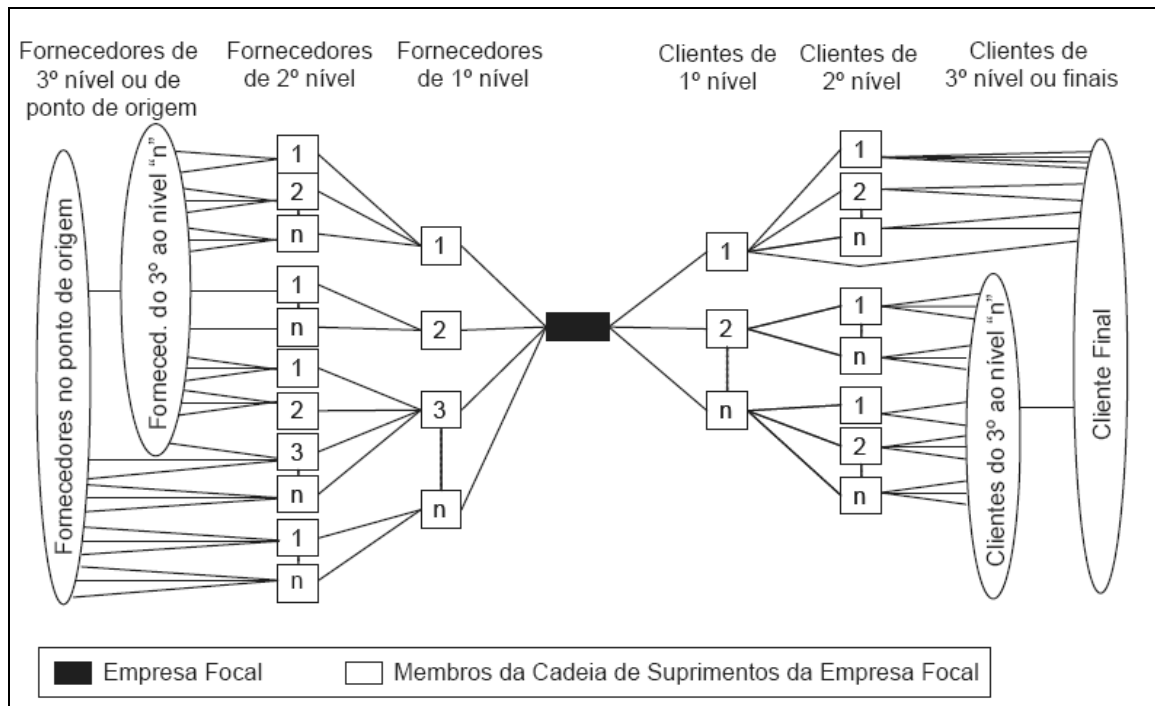 Fornecedores de
3º nível ou de
ponto de origem
Fornecedores
de 2º nível
Fornecedores
de 1º nível
Clientes de
1º nível
Clientes de
2º nível
Clientes de
3º nível ou finais
Fornecedores no ponto de origem
Forneced. do 3º ao nível “n”
1
2
n
1
n
1
2
3
n
1
n
1
2
3
n
1
2
n
1
2
n
1
n
1
2
n
Clientes do 3º ao nível “n”
Cliente Final
Empresa Focal
Membros da Cadeia de Suprimentos da Empresa Focal